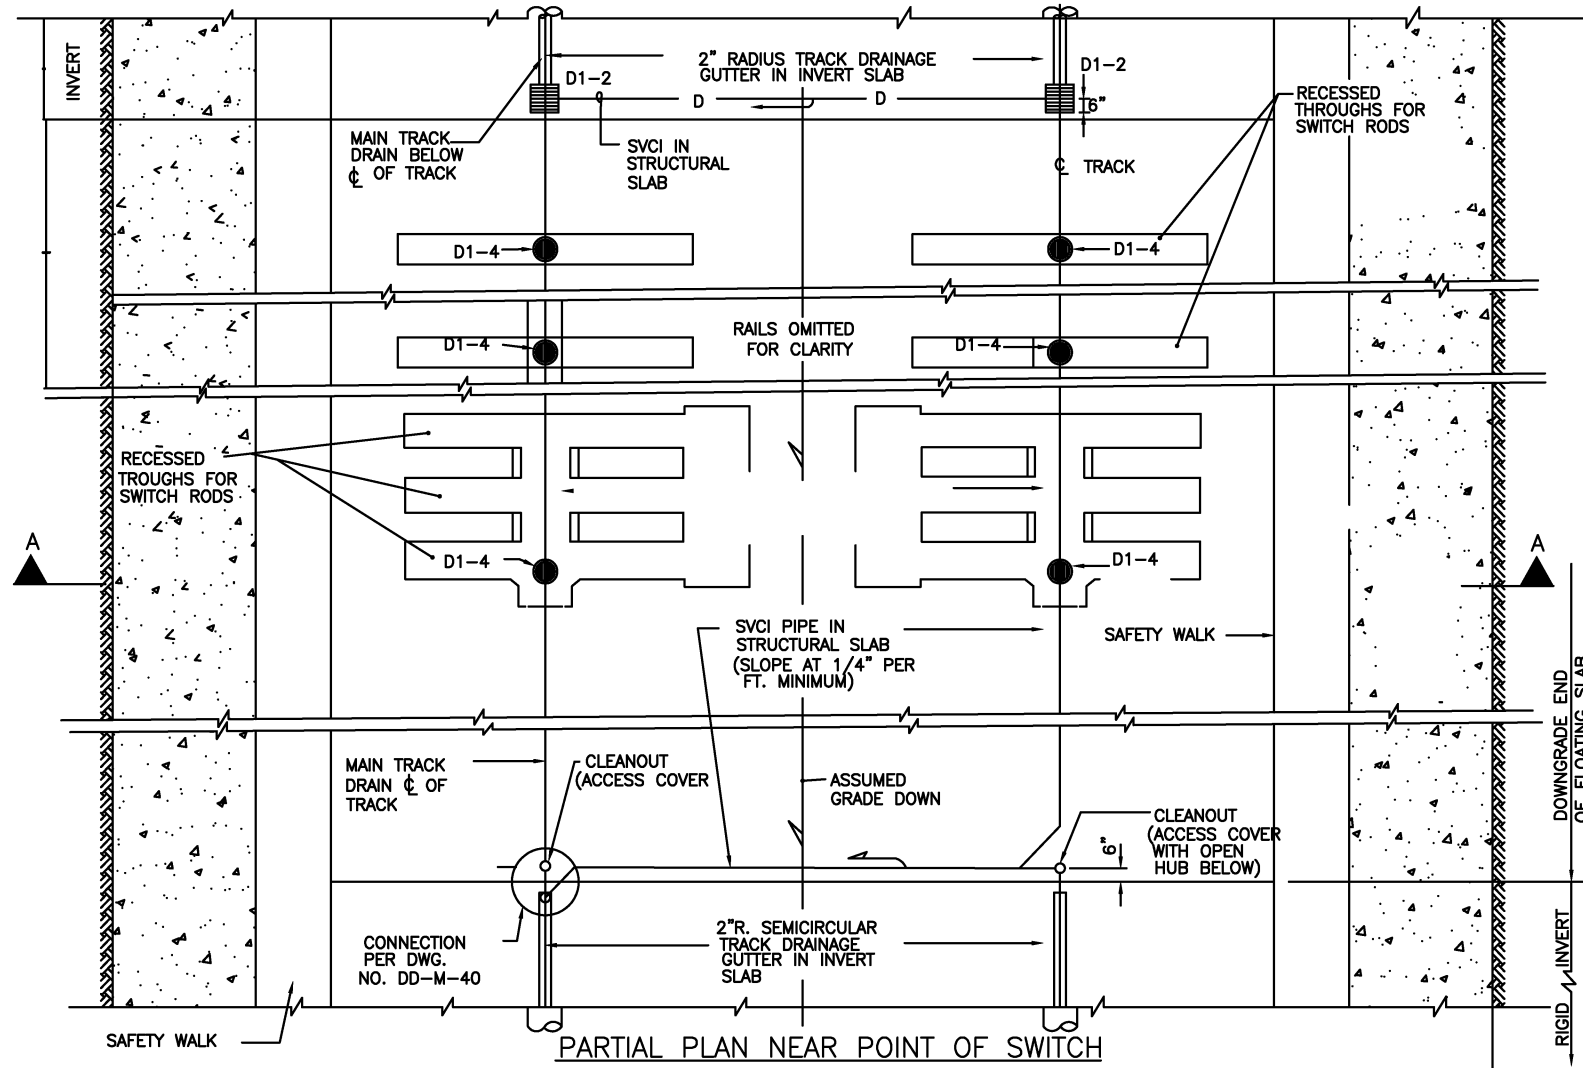 INVERT
2" RADIUS TRACK DRAINAGE
GUTTER IN INVERT SLAB
D1-2
D1-2
D
D
6"
RECESSED
THROUGHS FOR
SWITCH RODS
MAIN TRACK
DRAIN BELOW
℄ OF TRACK
SVCI IN
STRUCTURAL
SLAB
℄ TRACK
D1-4
D1-4
RAILS OMITTED
FOR CLARITY
D1-4
D1-4
RECESSED
TROUGHS FOR
SWITCH RODS
A
A
D1-4
D1-4
SVCI PIPE IN
STRUCTURAL SLAB
(SLOPE AT 1/4" PER
FT. MINIMUM)
SAFETY WALK
DOWNGRADE END
OF FLOATING SLAB
MAIN TRACK
DRAIN ℄ OF
TRACK
CLEANOUT
(ACCESS COVER
ASSUMED
GRADE DOWN
CLEANOUT
(ACCESS COVER
WITH OPEN
HUB BELOW)
6"
CONNECTION
PER DWG.
NO. DD-M-40
2"R. SEMICIRCULAR
TRACK DRAINAGE
GUTTER IN INVERT
SLAB
RIGID INVERT
SAFETY WALK
PARTIAL PLAN NEAR POINT OF SWITCH